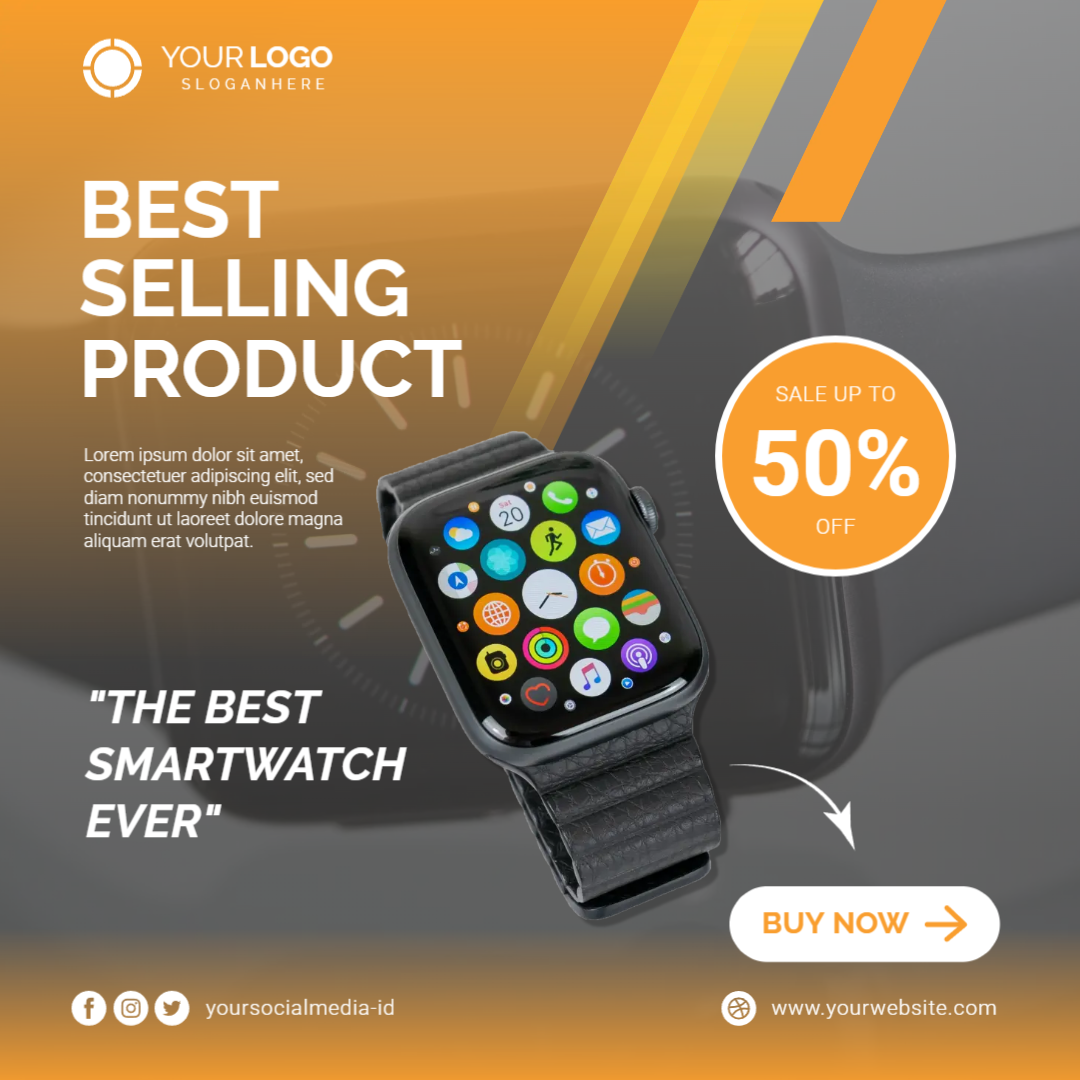 YOUR LOGO
SLOGANHERE
BEST
SELLING
PRODUCT
Lorem ipsum dolor sit amet,
consectetuer adipiscing elit, sed
diam nonummy nibh euismod
tincidunt ut laoreet dolore magna
aliquam erat volutpat.
SALE UP TO
50%
OFF
Sat
20
"THE BEST
SMARTWATCH
EVER"
BUY NOW
yoursocialmedia-id
www.yourwebsite.com